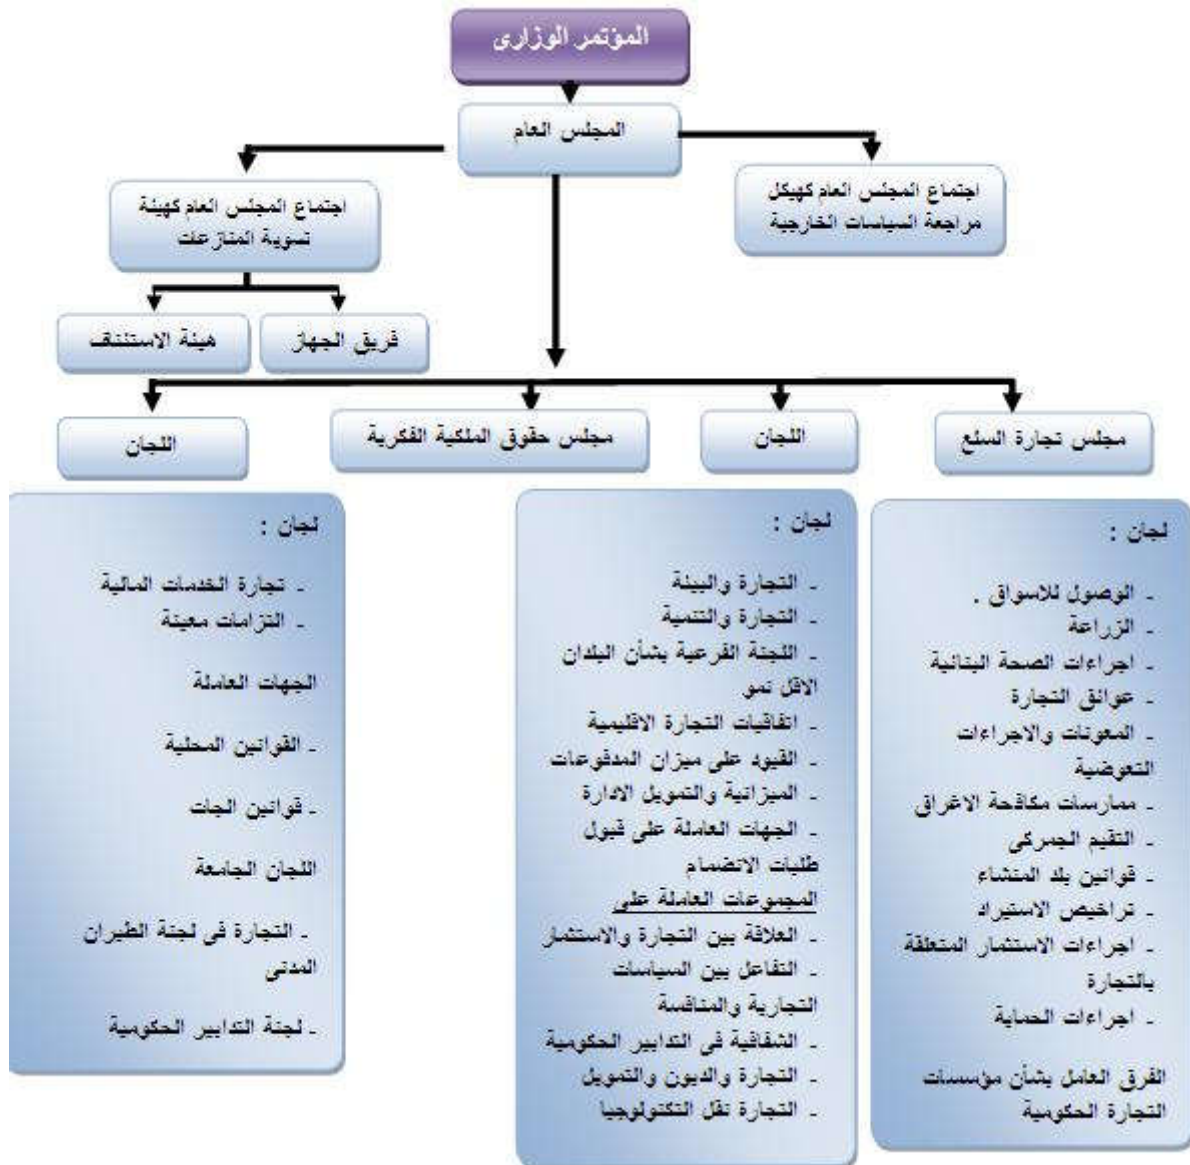 المؤتمر الوزارى
المجلس العام
اجتماع المجلس العام كهيكل
مراجعة السياسات الخارجية
اجتماع المجلس العام كهيئة
تسوية المنازعات
فريق الجهاز
هيئة الاستئناف
مجلس تجارة السلع
اللجان
مجلس حقوق الملكية الفكرية
اللجان
لجان :
- الوصول للاسواق .
- الزراعة
- اجراءات الصحة البنائية
- عوائق التجارة
- المعونات والاجراءات
التعوضية
- ممارسات مكافحة الاغراق
- التقيم الجمركى
- قوانين بلد المنشاء
- تراخيص الاستيراد
- اجراءات الاستثمار المتعلقة
بالتجارة
- اجراءات الحماية
الفرق العامل بشأن مؤسسات
التجارة الحكومية
لجان :
- التجارة والبيئة
- التجارة والتنمية
- اللجنة الفرعية بشأن البلدان
الاقل نمو
- اتفاقيات التجارة الاقليمية
- القيود على ميزان المدفوعات
- الميزانية والتمويل الادارة
- الجهات العاملة على قبول
طلبات الانضمام
المجموعات العاملة على
- العلاقة بين التجارة والاستثمار
- التفاعل بين السياسات
التجارية والمنافسة
- الشفافية فى التدابير الحكومية
- التجارة والديون والتمويل
- التجارة نقل التكنولوجيا
لجان :
- تجارة الخدمات المالية
- التزامات معينة
الجهات العاملة
- القوانين المحلية
- قوانين الجات
اللجان الجامعة
- التجارة فى لجنة الطيران
المدنى
- لجنة التدابير الحكومية